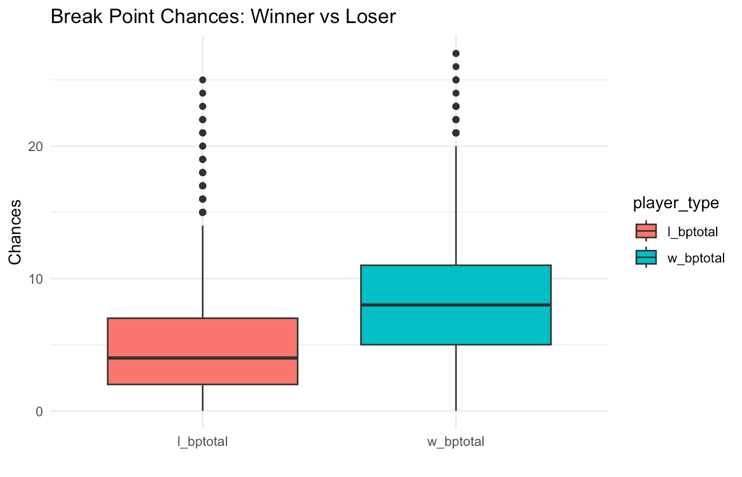 Break Point Chances: Winner vs Loser
Chances
20
10
0
l_bptotal
w_bptotal
player_type
l_bptotal
w_bptotal